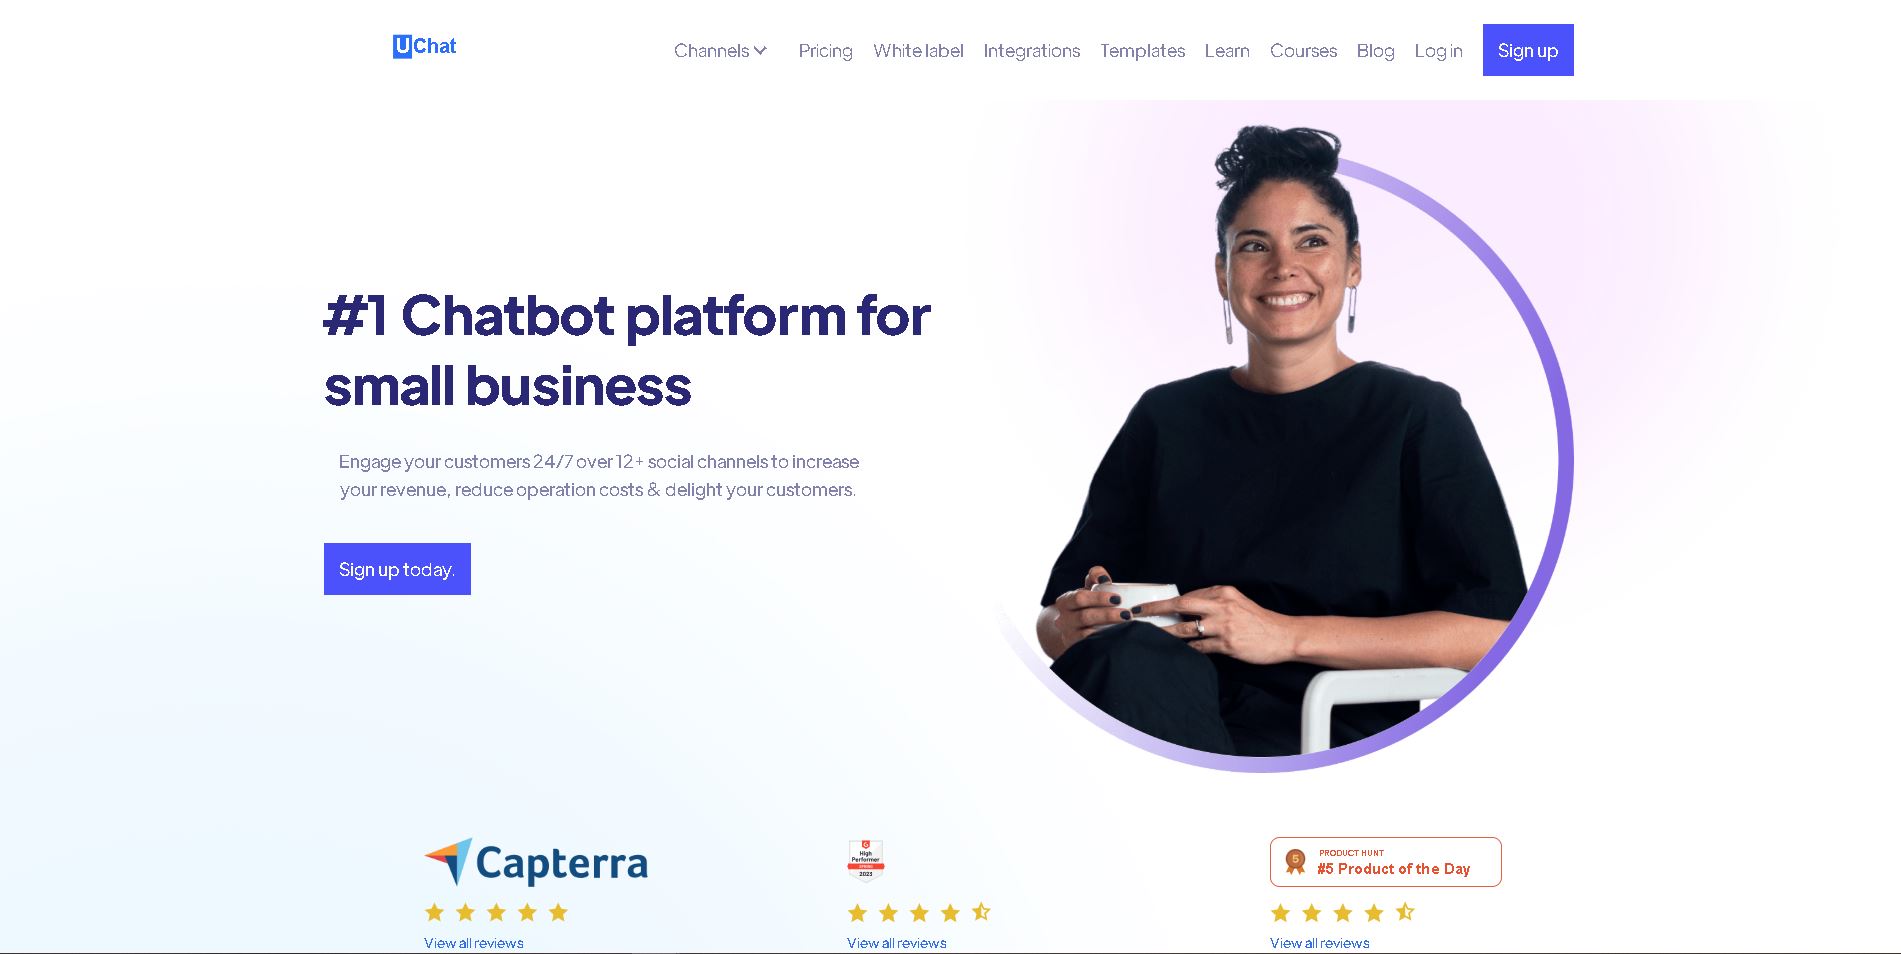 UChat
Channels Pricing White label Integrations Templates Learn Courses Blog Log in Sign up
#1 Chatbot platform for
small business
Engage your customers 24/7 over 12+ social channels to increase
your revenue, reduce operation costs & delight your customers.
Sign up today.
Capterra
High
Performer
SPRING
2023
5
PRODUCT HUNT
#5 Product of the Day
View all reviews
View all reviews
View all reviews